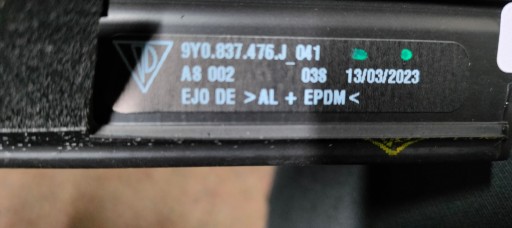 9Y0.837.476.J_041
A8 002 038 13/03/2023
EJO DE >AL + EPDM<